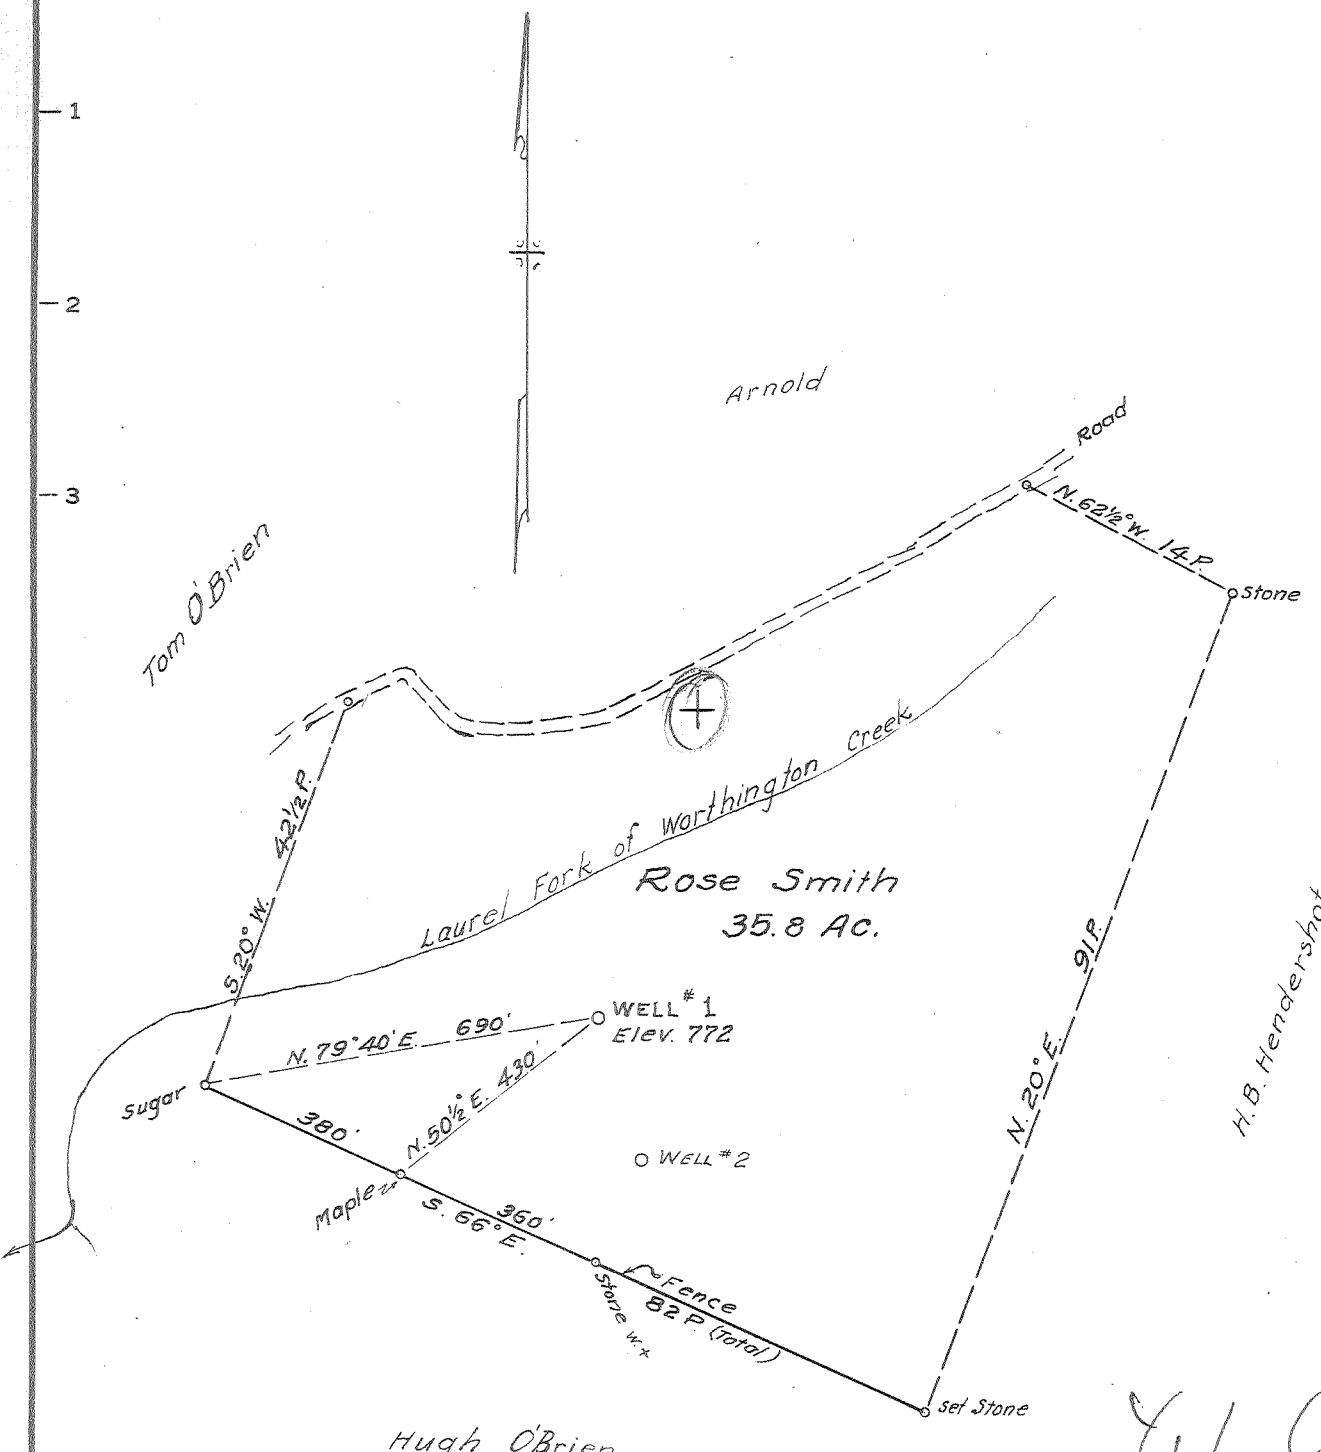 1
2
3
Arnold
Road
N. 62½° W. 14 P.
Stone
Tom O'Brien
S. 20° W. 42½ P.
Laurel Fork of Worthington Creek
Rose Smith
35.8 Ac.
91 P.
N. 20° E.
H.B. Hendershot
WELL #1
Elev. 772
N. 79° 40' E. 690'
N. 50½° E. 430'
Sugar
380'
Maple
WELL #2
360'
S. 66° E.
Fence
82 P. (Total)
Stone w. x
set Stone
Hugh O'Brien